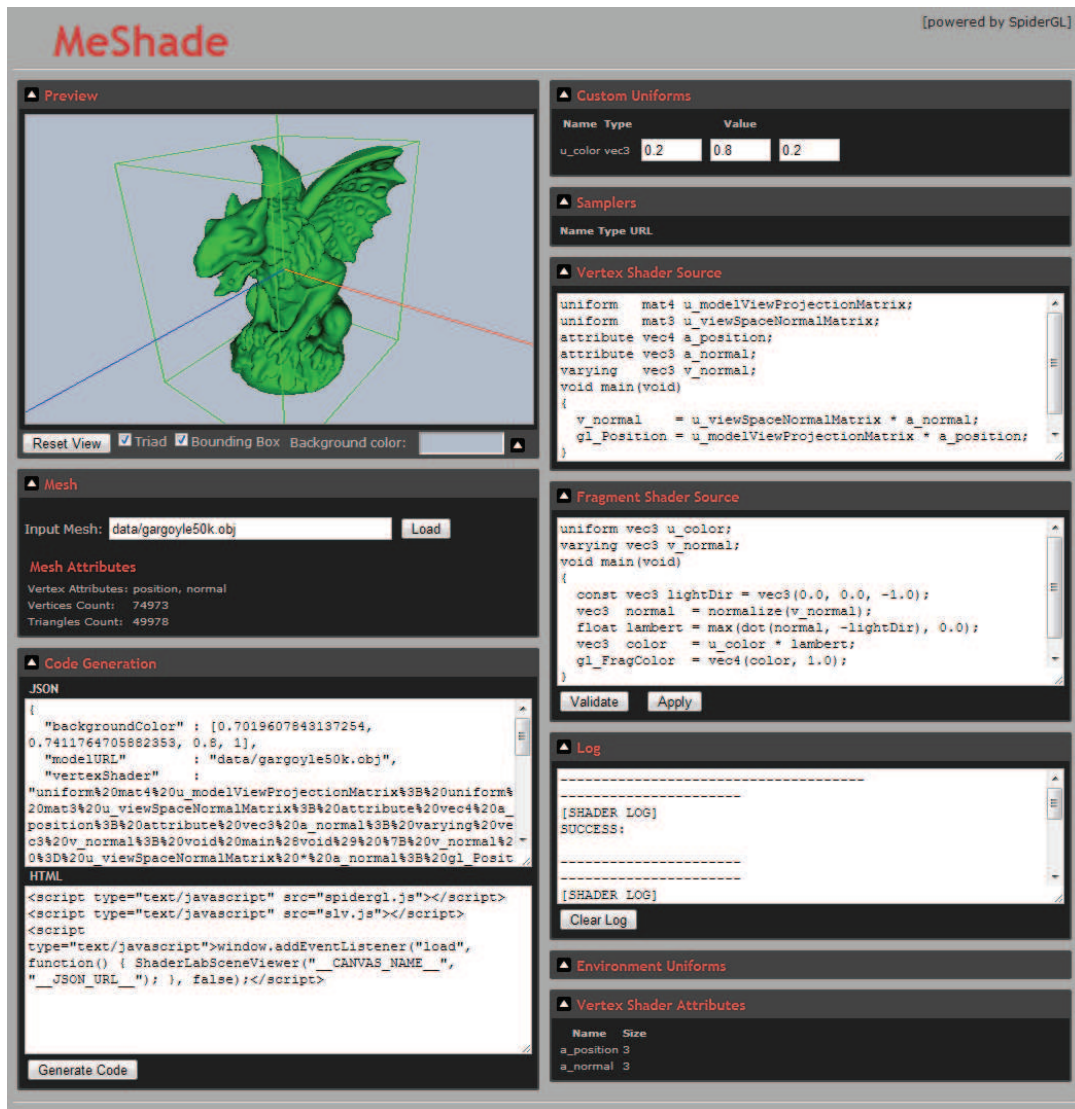 MeShade
[powered by SpiderGL]
Preview
Reset View Triad Bounding Box Background color:
Mesh
Input Mesh: data/gargoyle50k.obj Load
Mesh Attributes
Vertex Attributes: position, normal
Vertices Count: 74973
Triangles Count: 49978
Code Generation
JSON
{
"backgroundColor" : [0.7019607843137254,
0.7411764705882353, 0.8, 1],
"modelURL" : "data/gargoyle50k.obj",
"vertexShader" :
"uniform%20mat4%20u_modelViewProjectionMatrix%3B%20uniform%
20mat3%20u_viewSpaceNormalMatrix%3B%20attribute%20vec4%20a_
position%3B%20attribute%20vec3%20a_normal%3B%20varying%20ve
c3%20v_normal%3B%20void%20main%28void%29%20%7B%20v_normal%2
0%3D%20u_viewSpaceNormalMatrix%20*%20a_normal%3B%20gl_Posit
HTML
<script type="text/javascript" src="spidergl.js"></script>
<script type="text/javascript" src="slv.js"></script>
<script
type="text/javascript">window.addEventListener("load",
function() { ShaderLabSceneViewer("__CANVAS_NAME__",
"__JSON_URL__"); }, false);</script>
Generate Code
Custom Uniforms
Name Type Value
u_color vec3 0.2 0.8 0.2
Samplers
Name Type URL
Vertex Shader Source
uniform mat4 u_modelViewProjectionMatrix;
uniform mat3 u_viewSpaceNormalMatrix;
attribute vec4 a_position;
attribute vec3 a_normal;
varying vec3 v_normal;
void main(void)
{
v_normal = u_viewSpaceNormalMatrix * a_normal;
gl_Position = u_modelViewProjectionMatrix * a_position;
}
Fragment Shader Source
uniform vec3 u_color;
varying vec3 v_normal;
void main(void)
{
const vec3 lightDir = vec3(0.0, 0.0, -1.0);
vec3 normal = normalize(v_normal);
float lambert = max(dot(normal, -lightDir), 0.0);
vec3 color = u_color * lambert;
gl_FragColor = vec4(color, 1.0);
}
Validate Apply
Log
----------------------------------------
------------------------
[SHADER LOG]
SUCCESS:
------------------------
------------------------
[SHADER LOG]
Clear Log
Environment Uniforms
Vertex Shader Attributes
Name Size
a_position 3
a_normal 3